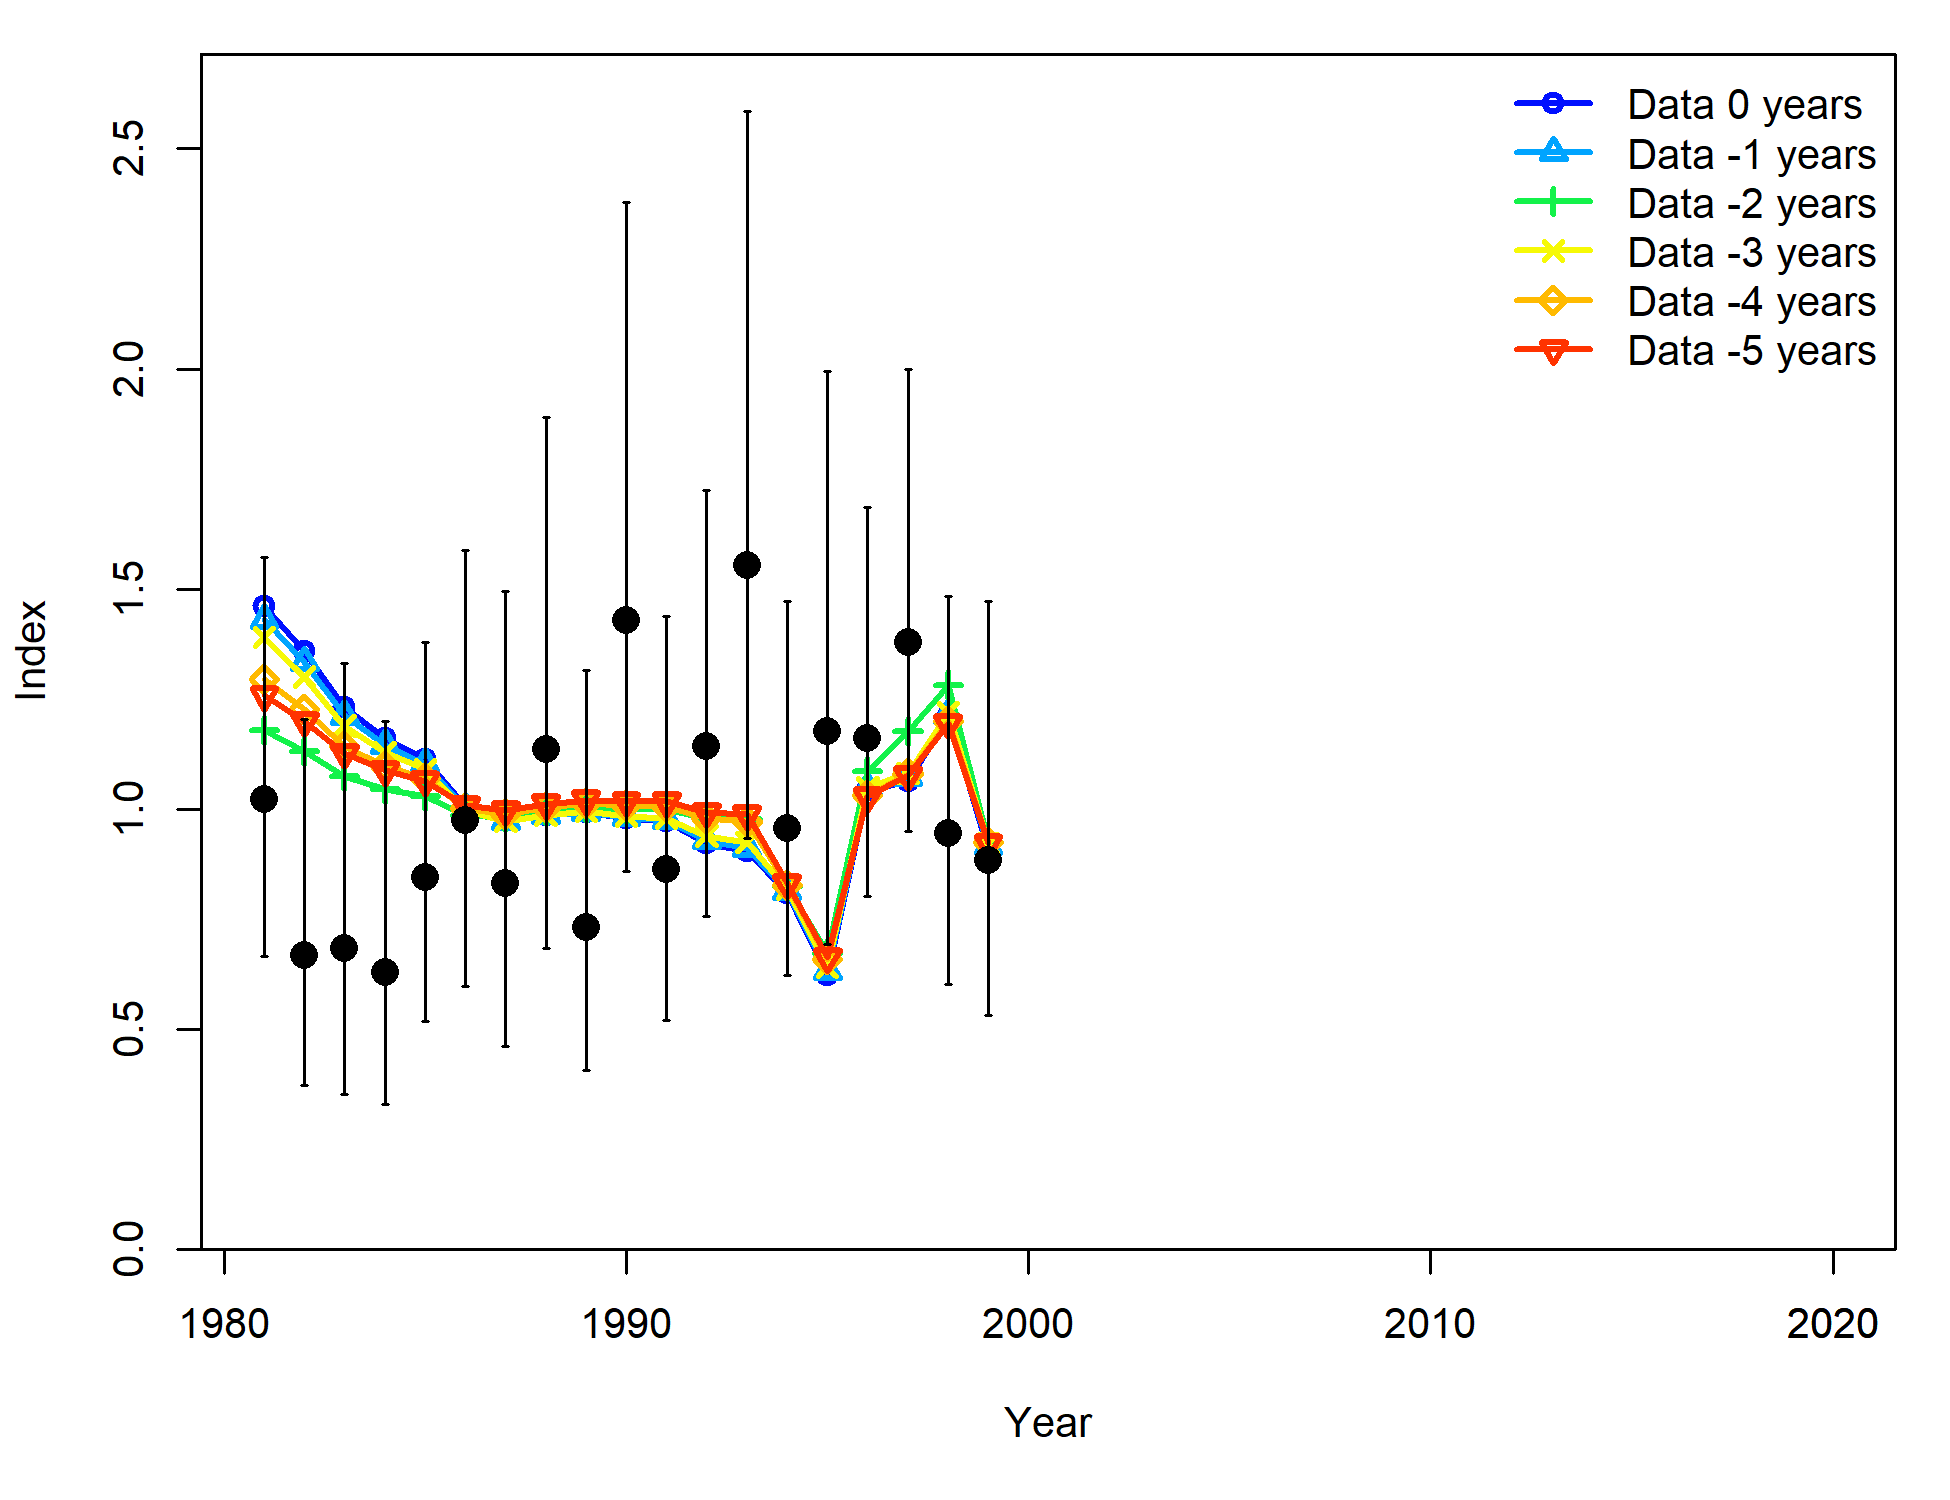 Data 0 years
Data -1 years
Data -2 years
Data -3 years
Data -4 years
Data -5 years
2.5
2.0
1.5
1.0
0.5
0.0
Index
1980 1990 2000 2010 2020
Year